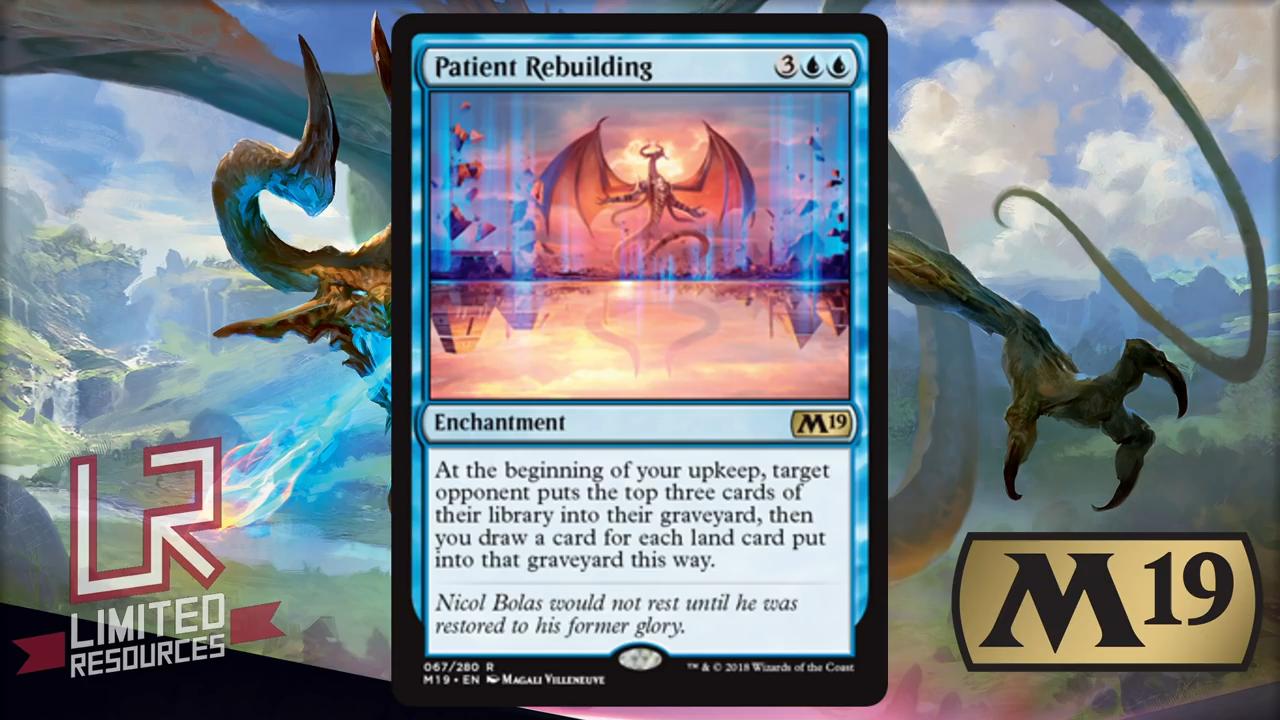 Patient Rebuilding 3
Enchantment M19
At the beginning of your upkeep, target
opponent puts the top three cards of
their library into their graveyard, then
you draw a card for each land card put
into that graveyard this way.
Nicol Bolas would not rest until he was
restored to his former glory.
067/280 R
M19 • EN MAGALI VILLENEUVE
™ & © 2018 Wizards of the Coast
LR
LIMITED
RESOURCES
M19